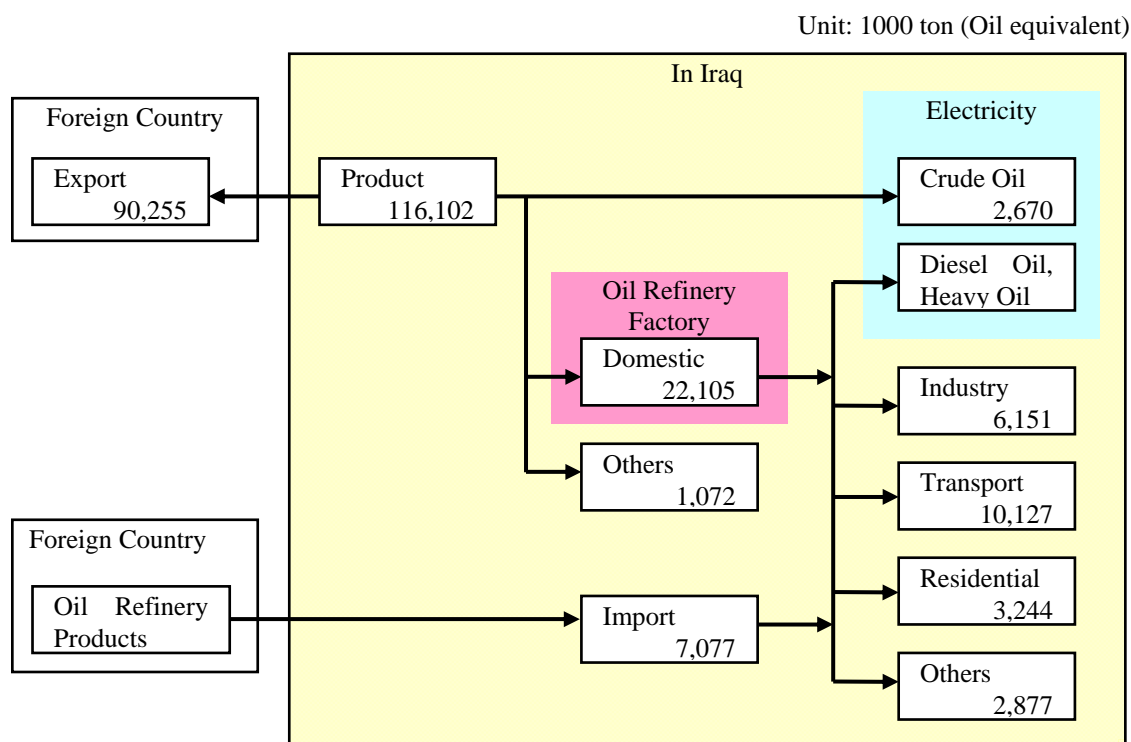 Unit: 1000 ton (Oil equivalent)
In Iraq
Foreign Country
Export
90,255
Product
116,102
Electricity
Crude Oil
2,670
Diesel Oil,
Heavy Oil
Oil Refinery
Factory
Domestic
22,105
Industry
6,151
Others
1,072
Transport
10,127
Foreign Country
Oil Refinery
Products
Import
7,077
Residential
3,244
Others
2,877